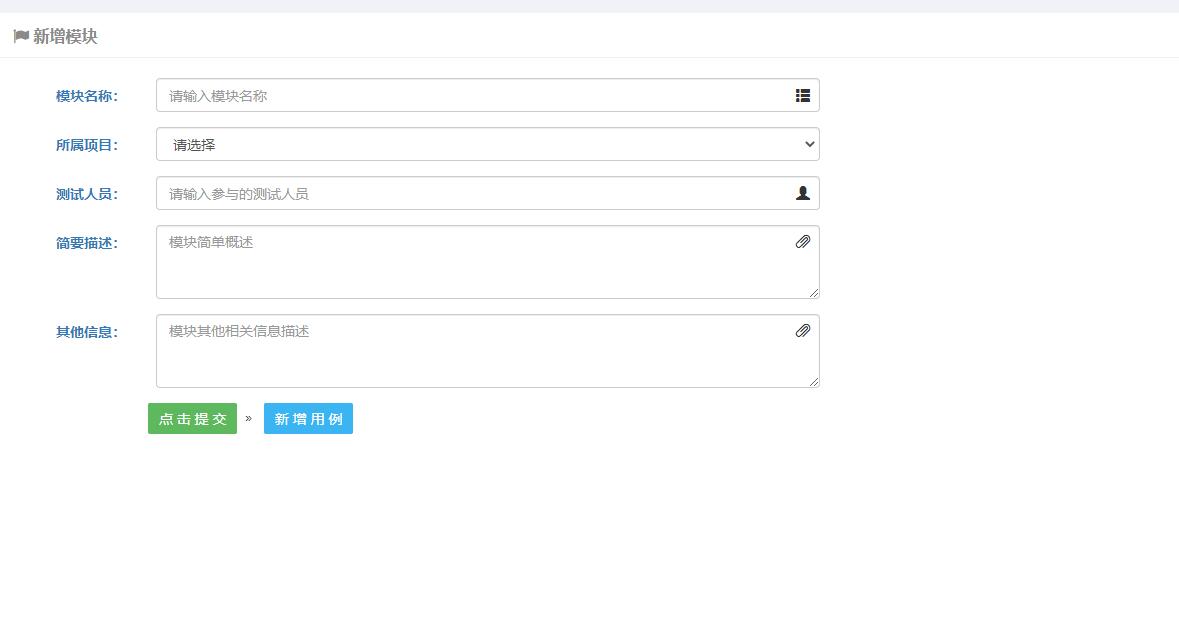 新增模块
模块名称：
请输入模块名称
所属项目：
请选择
测试人员：
请输入参与的测试人员
简要描述：
模块简单概述
其他信息：
模块其他相关信息描述
点击提交 » 新增用例